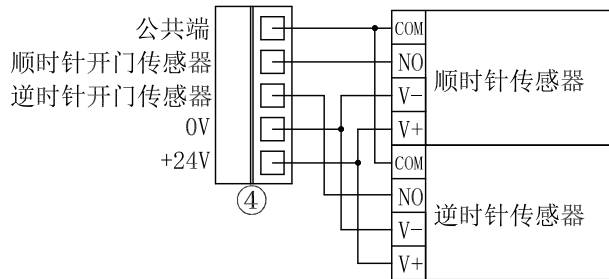 公共端
顺时针开门传感器
逆时针开门传感器
0V
+24V
④
COM
NO
V-
V+
顺时针传感器
COM
NO
V-
V+
逆时针传感器